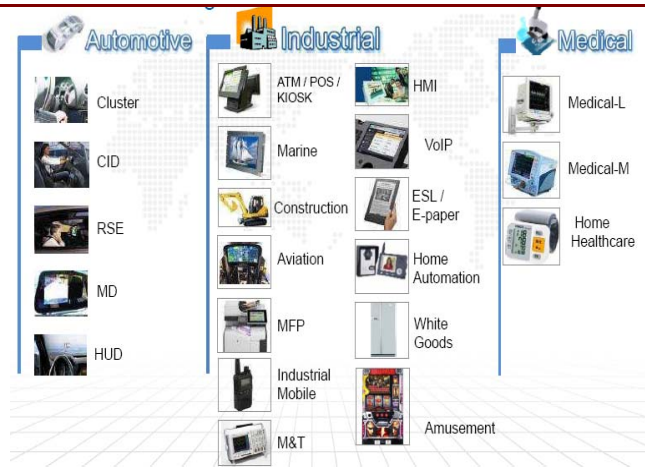 Automotive
Cluster
CID
RSE
MD
HUD
Industrial
ATM / POS /
KIOSK
Marine
Construction
Aviation
MFP
Industrial
Mobile
M&T
HMI
VoIP
ESL /
E-paper
Home
Automation
White
Goods
Amusement
Medical
Medical-L
Medical-M
Home
Healthcare